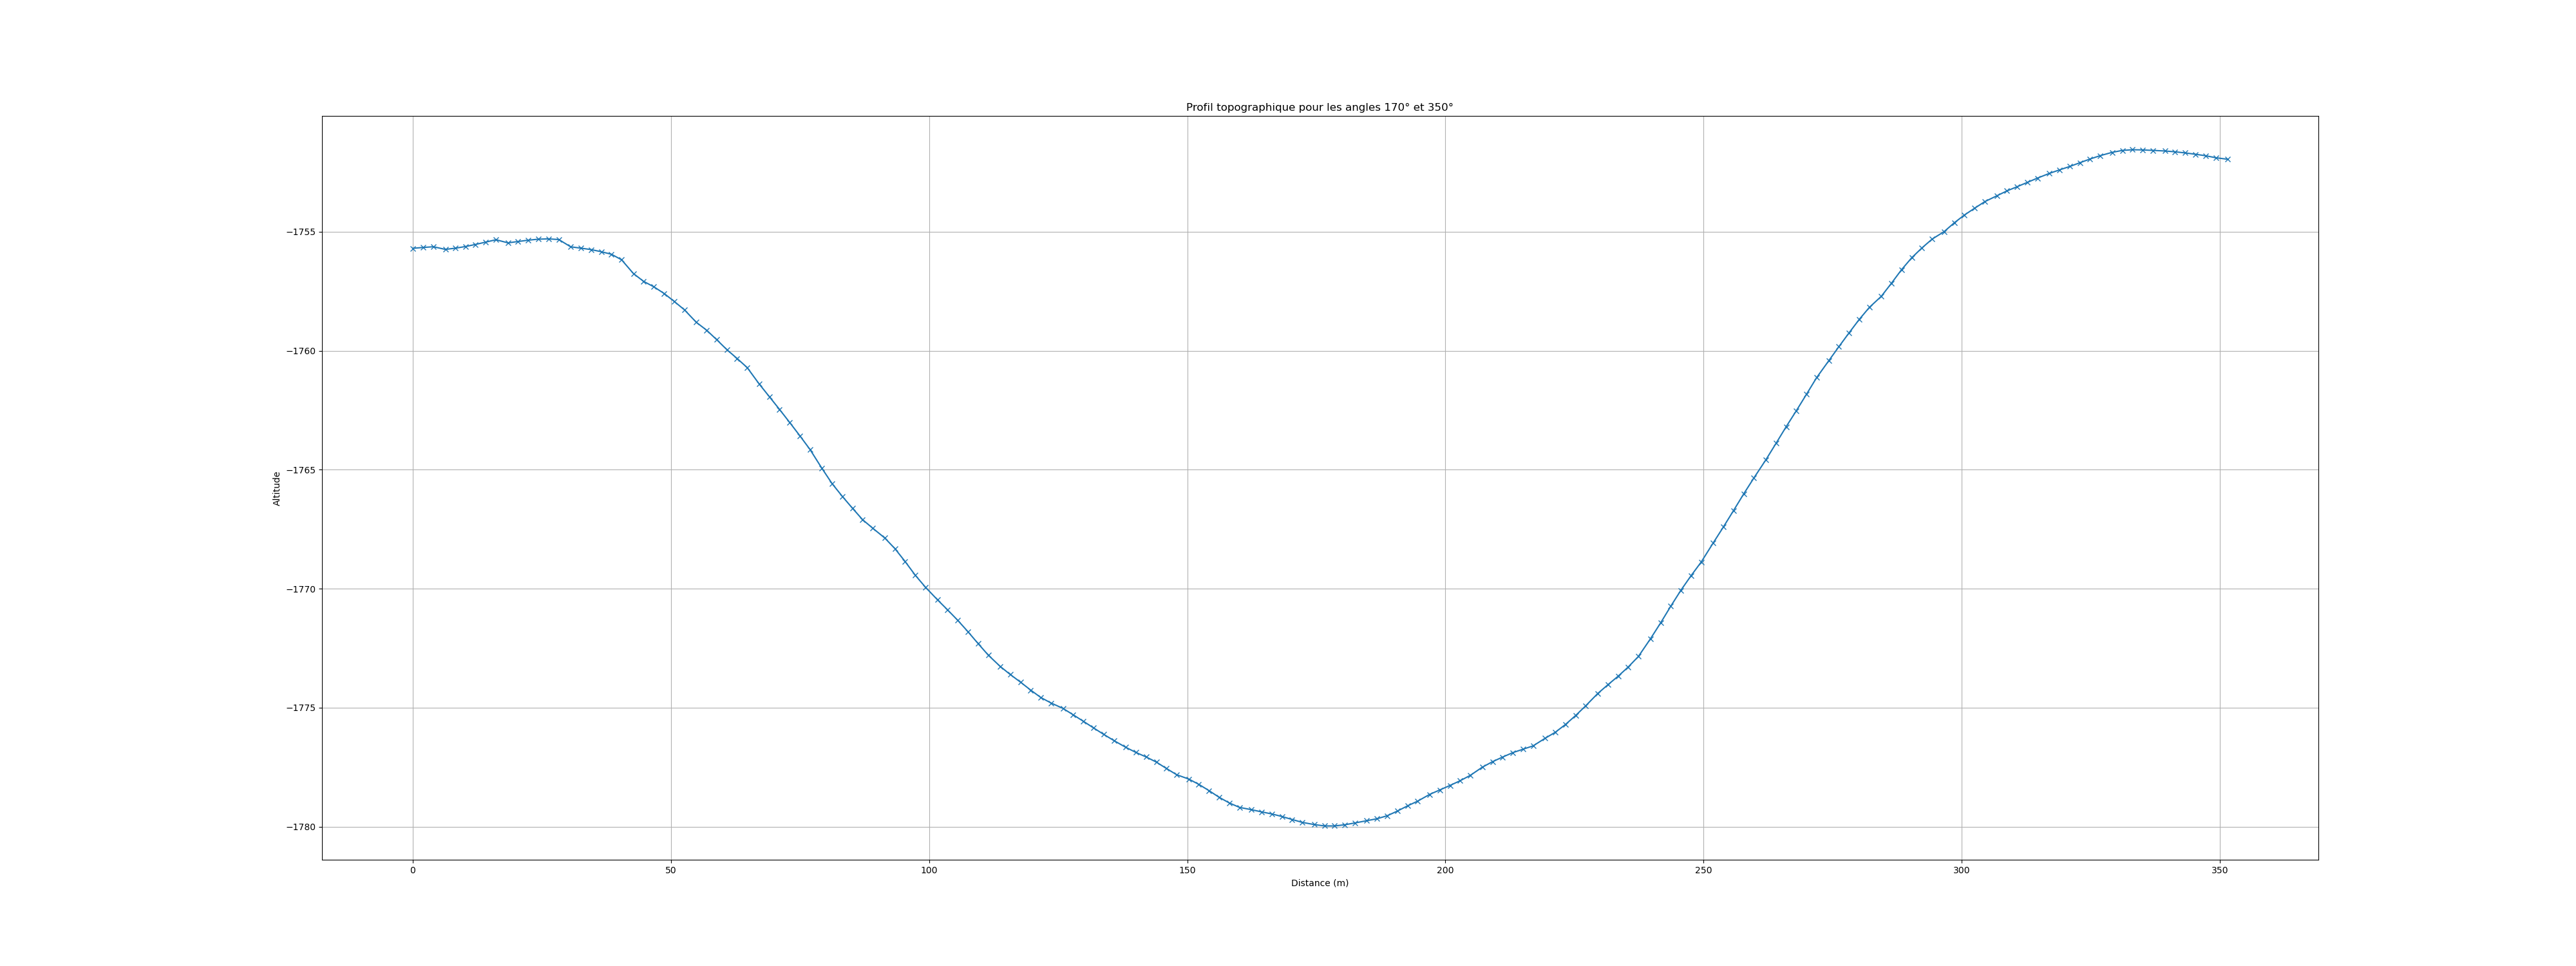 Profil topographique pour les angles 170° et 350°
Altitude
−1755
−1760
−1765
−1770
−1775
−1780
0 50 100 150 200 250 300 350
Distance (m)